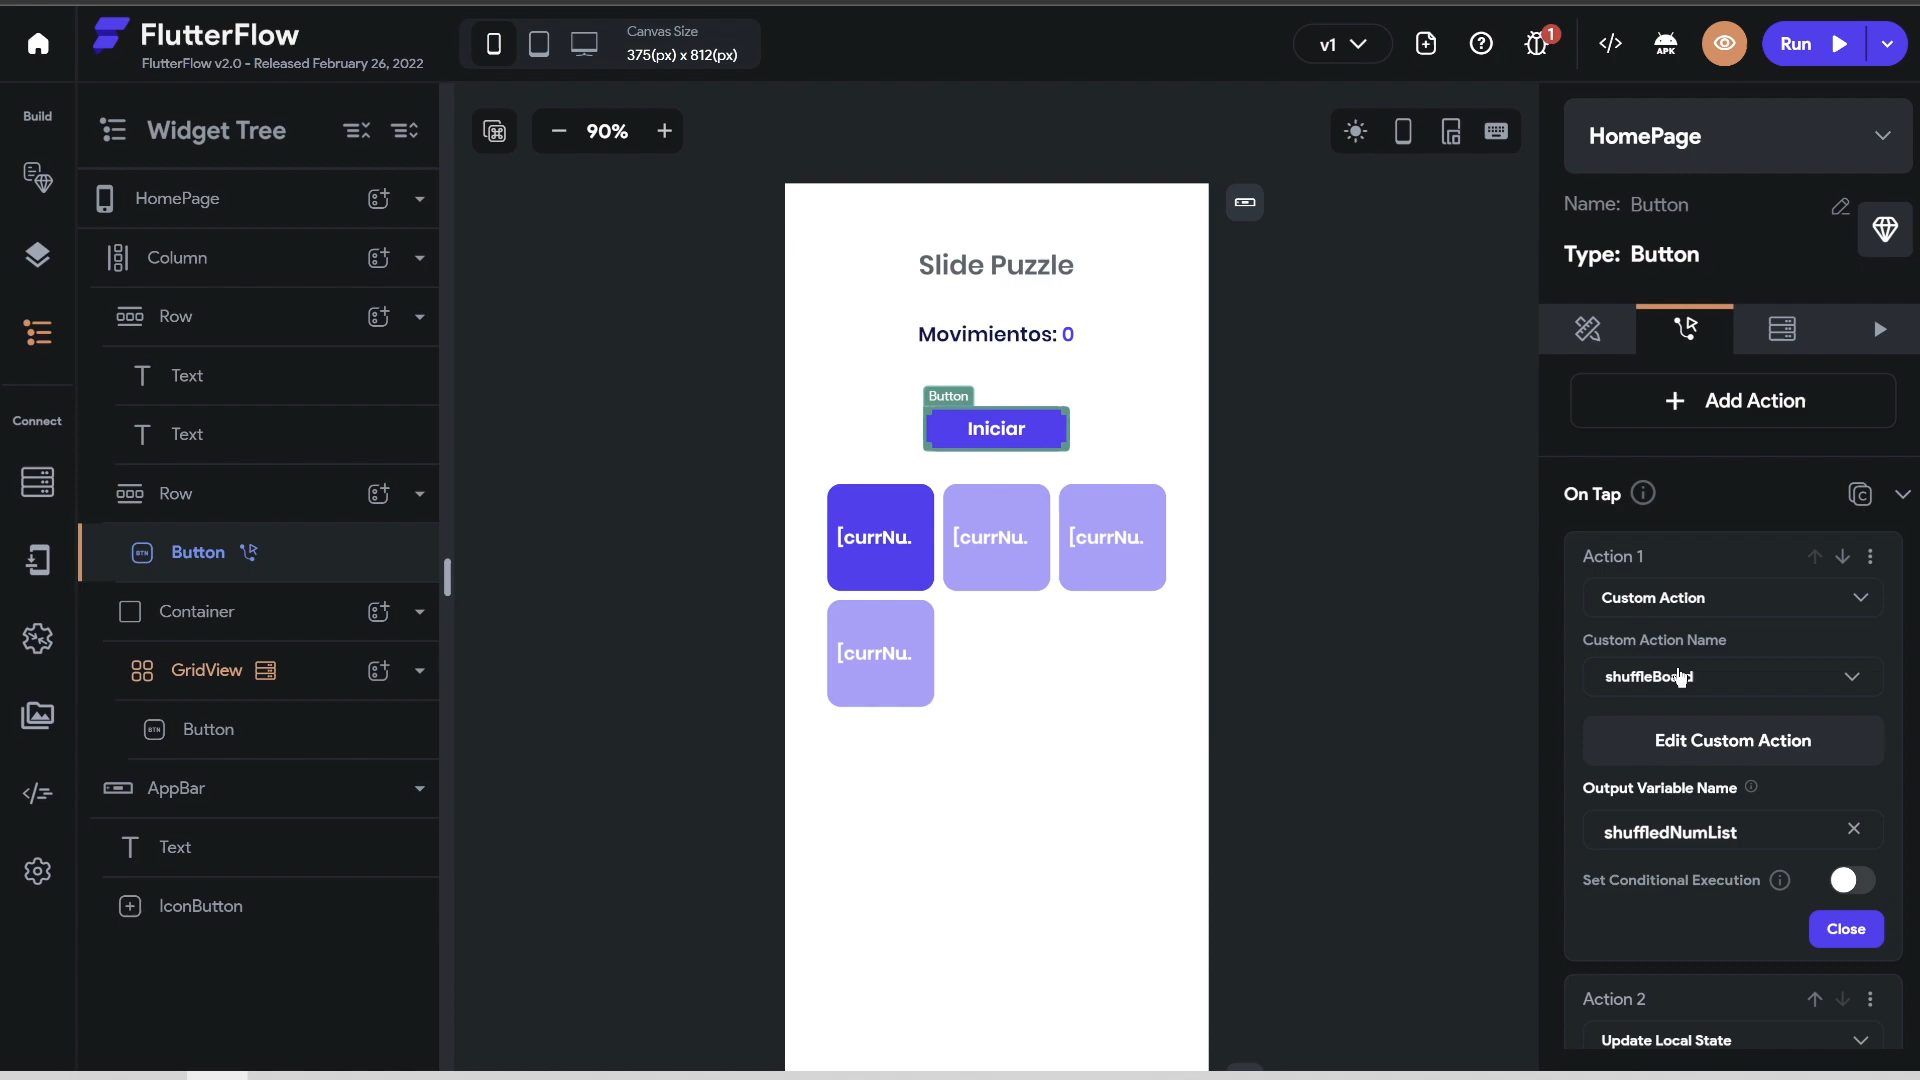 FlutterFlow
FlutterFlow v2.0 - Released February 26, 2022
Canvas Size
375(px) x 812(px)
v1
1
APK
Run
Build
Widget Tree
90%
HomePage
HomePage
Name: Button
Type: Button
Column
Row
Text
Text
Connect
Row
BTN Button
Container
GridView
BTN Button
AppBar
Text
IconButton
Slide Puzzle
Movimientos: 0
Button
Iniciar
[currNu. [currNu. [currNu.
[currNu.
Add Action
On Tap
Action 1
Custom Action
Custom Action Name
Edit Custom Action
Output Variable Name
shuffledNumList
Set Conditional Execution
Close
Action 2
Update Local State